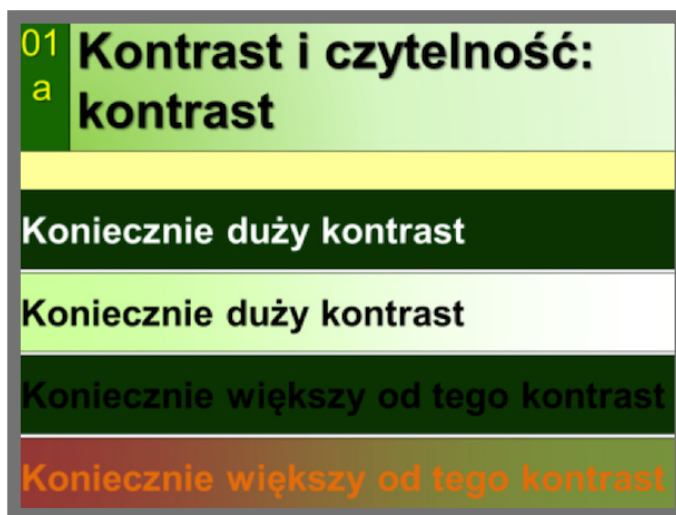 01
a
Kontrast i czytelność:
kontrast
Koniecznie duży kontrast
Koniecznie duży kontrast
Koniecznie większy od tego kontrast
Koniecznie większy od tego kontrast